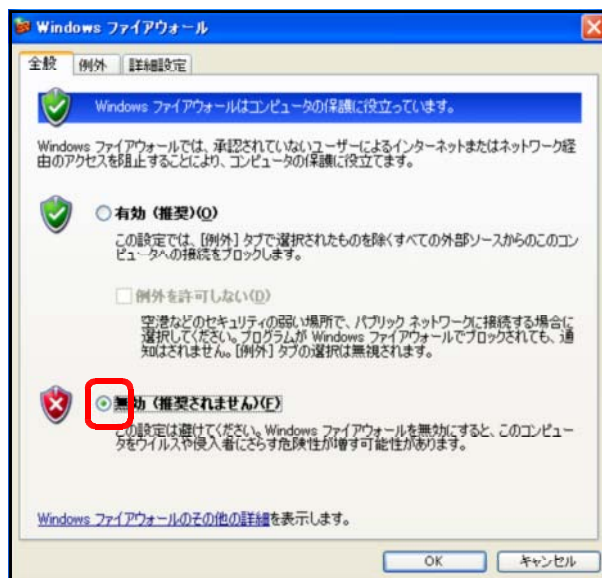 Windows ファイアウォール
全般 例外 詳細設定
Windows ファイアウォールはコンピュータの保護に役立っています。
Windows ファイアウォールでは、承認されていないユーザーによるインターネットまたはネットワーク経
由のアクセスを阻止することにより、コンピュータの保護に役立てます。
有効 (推奨)(O)
この設定では、[例外] タブで選択されたものを除くすべての外部ソースからのこのコン
ピュータへの接続をブロックします。
例外を許可しない(D)
空港などのセキュリティの弱い場所で、パブリック ネットワークに接続する場合に
選択してください。プログラムが Windows ファイアウォールでブロックされても、通
知はされません。[例外] タブの選択は無視されます。
無効 (推奨されません)(F)
この設定は避けてください。Windows ファイアウォールを無効にすると、このコンピュー
タをウイルスや侵入者にさらす危険性が増す可能性があります。
Windows ファイアウォールのその他の詳細を表示します。
OK キャンセル